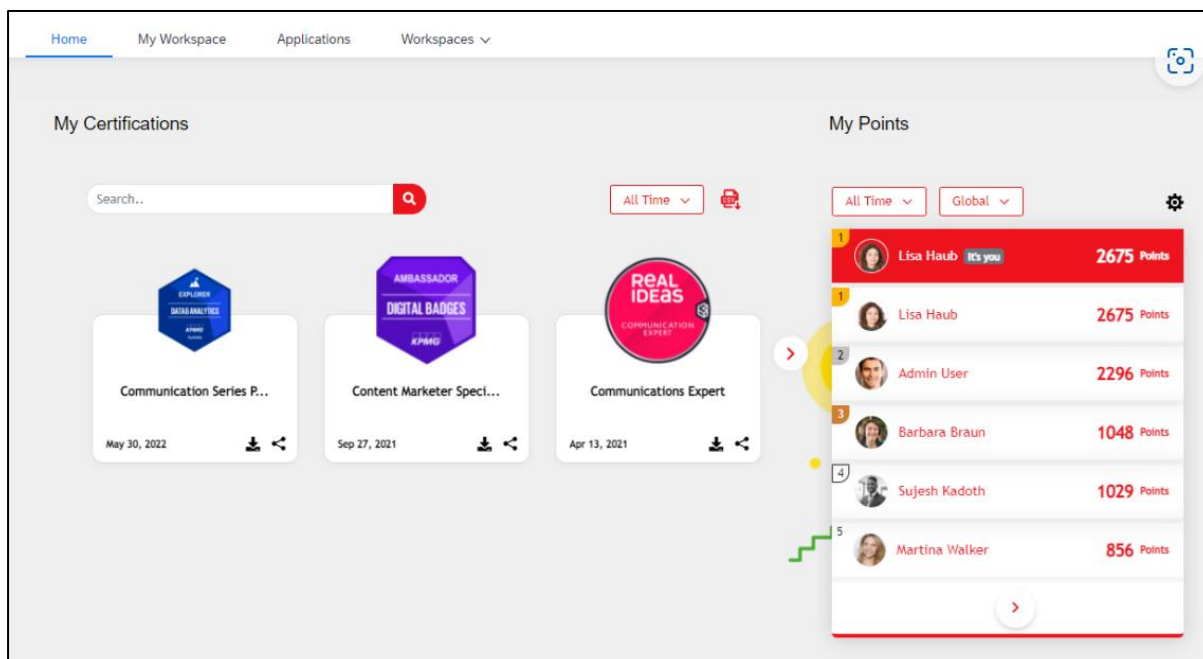 Home My Workspace Applications Workspaces
My Certifications
My Points
Search..
All Time
CSV
All Time Global
EXPLORER
DATA & ANALYTICS
KPMG
Communication Series P...
May 30, 2022
AMBASSADOR
DIGITAL BADGES
KPMG
Content Marketer Speci...
Sep 27, 2021
REAL
IDEAS
COMMUNICATION
EXPERT
Communications Expert
Apr 13, 2021
1 Lisa Haub It's you 2675 Points
1 Lisa Haub 2675 Points
2 Admin User 2296 Points
3 Barbara Braun 1048 Points
4 Sujesh Kadoth 1029 Points
5 Martina Walker 856 Points